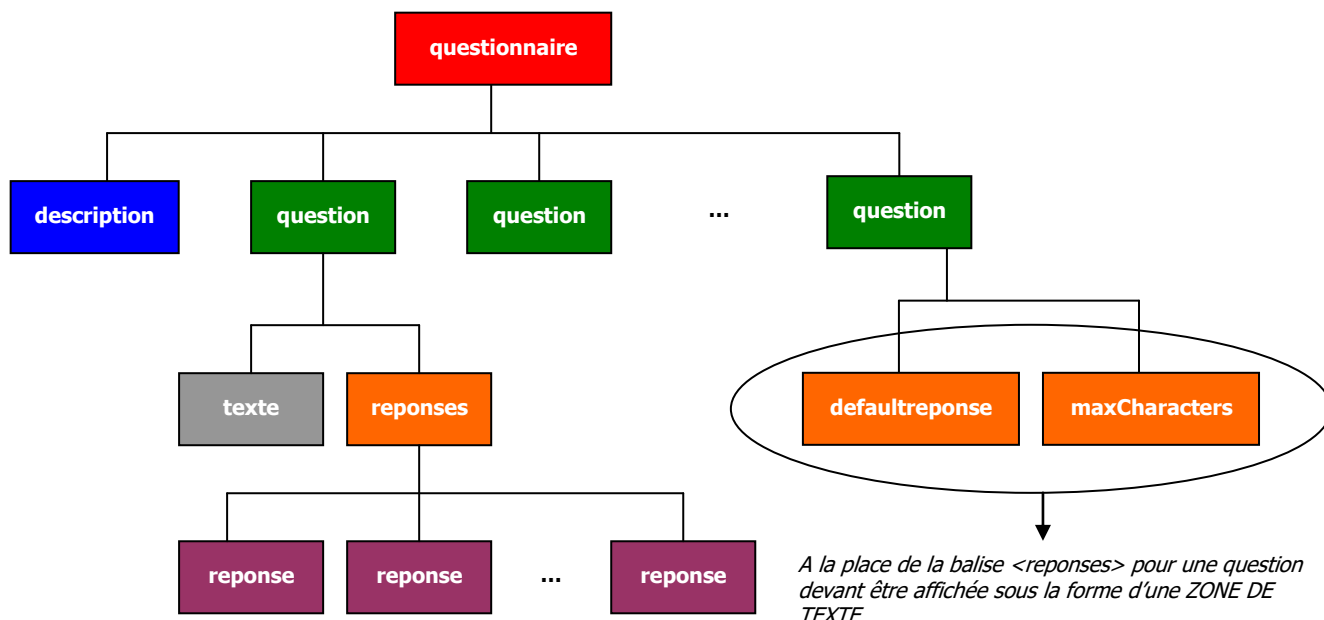 questionnaire
description
question
question
...
question
texte
reponses
defaultreponse
maxCharacters
reponse
reponse
...
reponse
A la place de la balise <reponses> pour une question
devant être affichée sous la forme d'une ZONE DE
TEXTE